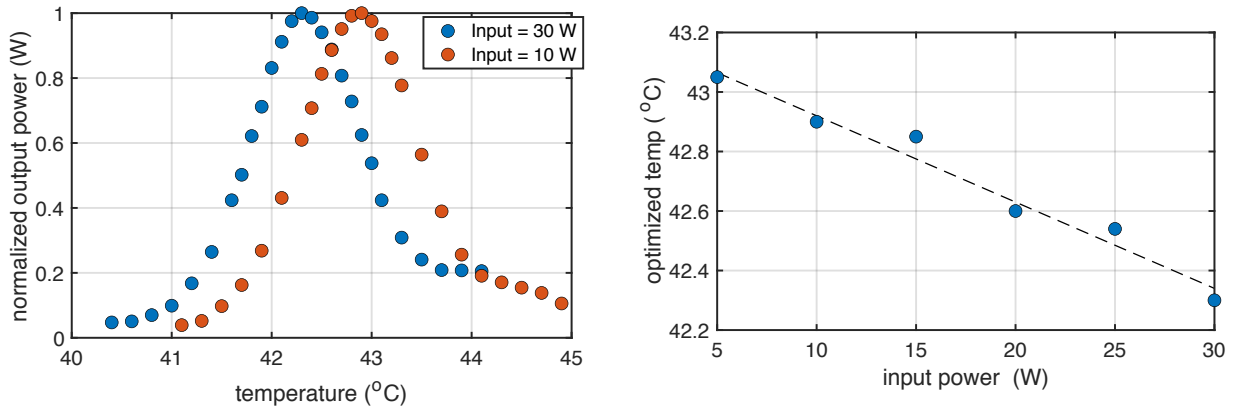 normalized output power (W)
1
0.8
0.6
0.4
0.2
0
40 41 42 43 44 45
temperature (°C)
Input = 30 W
Input = 10 W
optimized temp (°C)
43.2
43
42.8
42.6
42.4
42.2
5 10 15 20 25 30
input power (W)